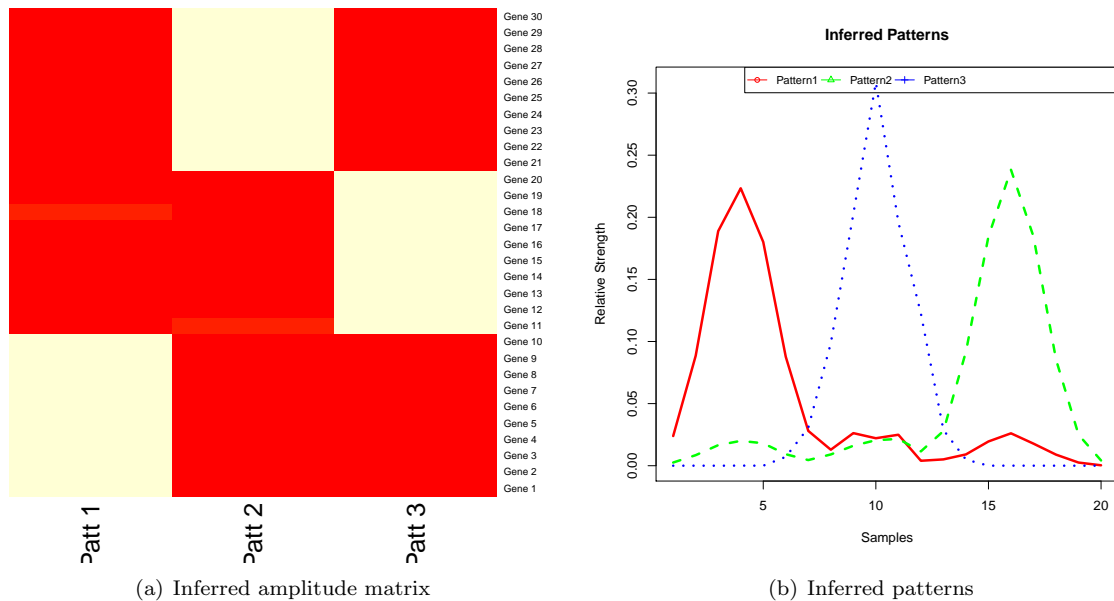 Gene 30
Gene 29
Gene 28
Gene 27
Gene 26
Gene 25
Gene 24
Gene 23
Gene 22
Gene 21
Gene 20
Gene 19
Gene 18
Gene 17
Gene 16
Gene 15
Gene 14
Gene 13
Gene 12
Gene 11
Gene 10
Gene 9
Gene 8
Gene 7
Gene 6
Gene 5
Gene 4
Gene 3
Gene 2
Gene 1
Patt 1
Patt 2
Patt 3
(a) Inferred amplitude matrix
Inferred Patterns
Pattern1 Pattern2 Pattern3
Relative Strength
0.30
0.25
0.20
0.15
0.10
0.05
0.00
5 10 15 20
Samples
(b) Inferred patterns